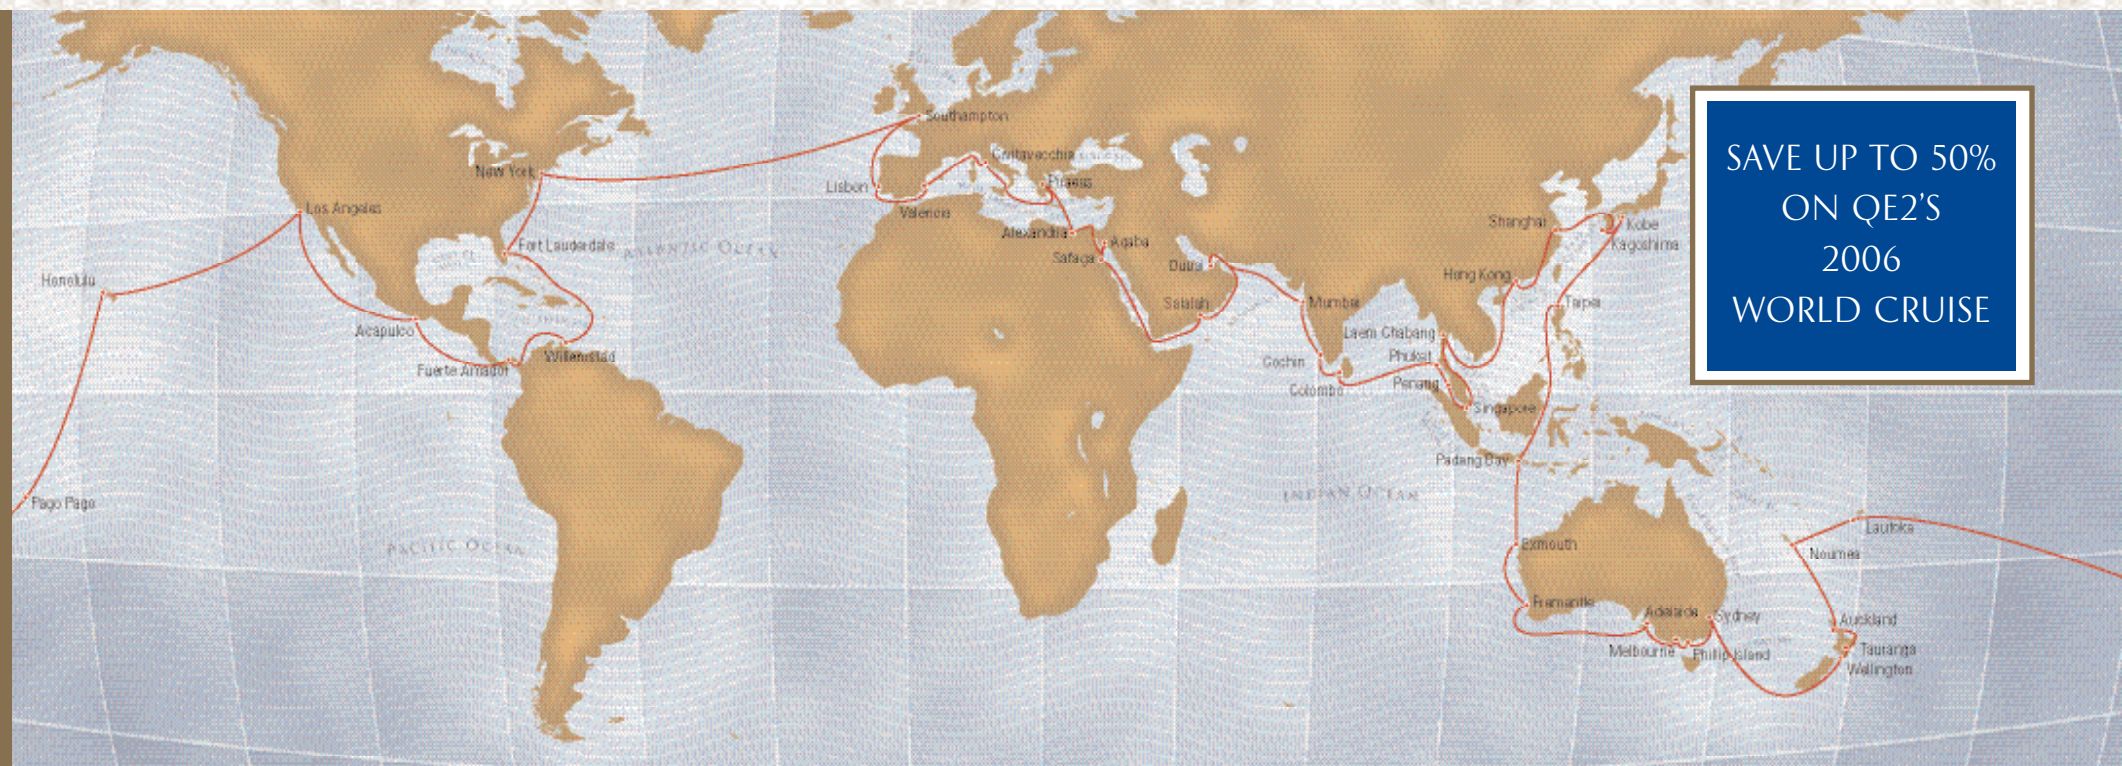 Southampton
Civitavecchia
New York
Lisbon
Piraeus
Los Angeles
Valencia
Shanghai
Kobe
Kagoshima
Fort Lauderdale
ATLANTIC OCEAN
Alexandria
Aqaba
Safaga
Dubai
Hong Kong
Honolulu
Salalah
Mumbai
Taipei
Acapulco
Laem Chabang
Willemstad
Phuket
Fuerte Amador
Cochin
Penang
Colombo
Singapore
Padang Bay
INDIAN OCEAN
Pago Pago
PACIFIC OCEAN
Exmouth
Lautoka
Noumea
Fremantle
Adelaide
Sydney
Auckland
Melbourne
Phillip Island
Tauranga
Wellington
SAVE UP TO 50%
ON QE2'S
2006
WORLD CRUISE